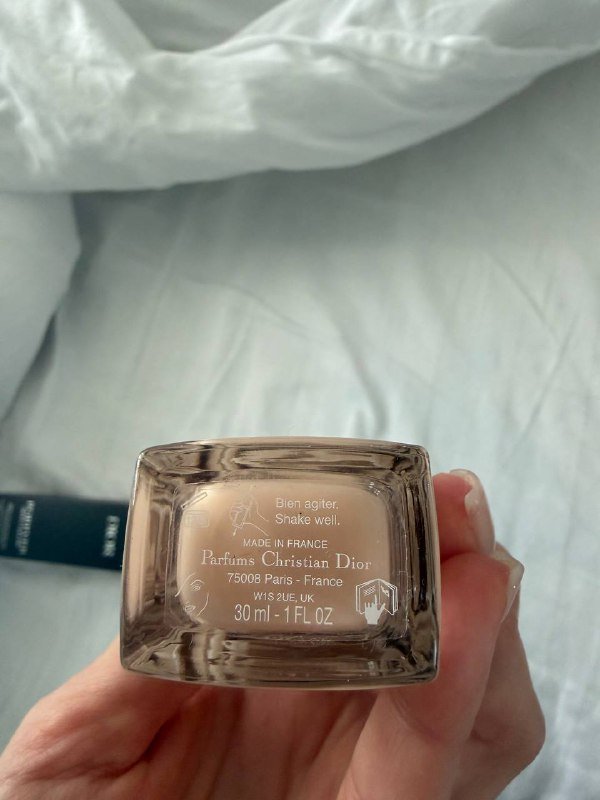 Bien agiter.
Shake well.
MADE IN FRANCE
Parfums Christian Dior
75008 Paris - France
W1S 2UE, UK
30 ml - 1 FL OZ